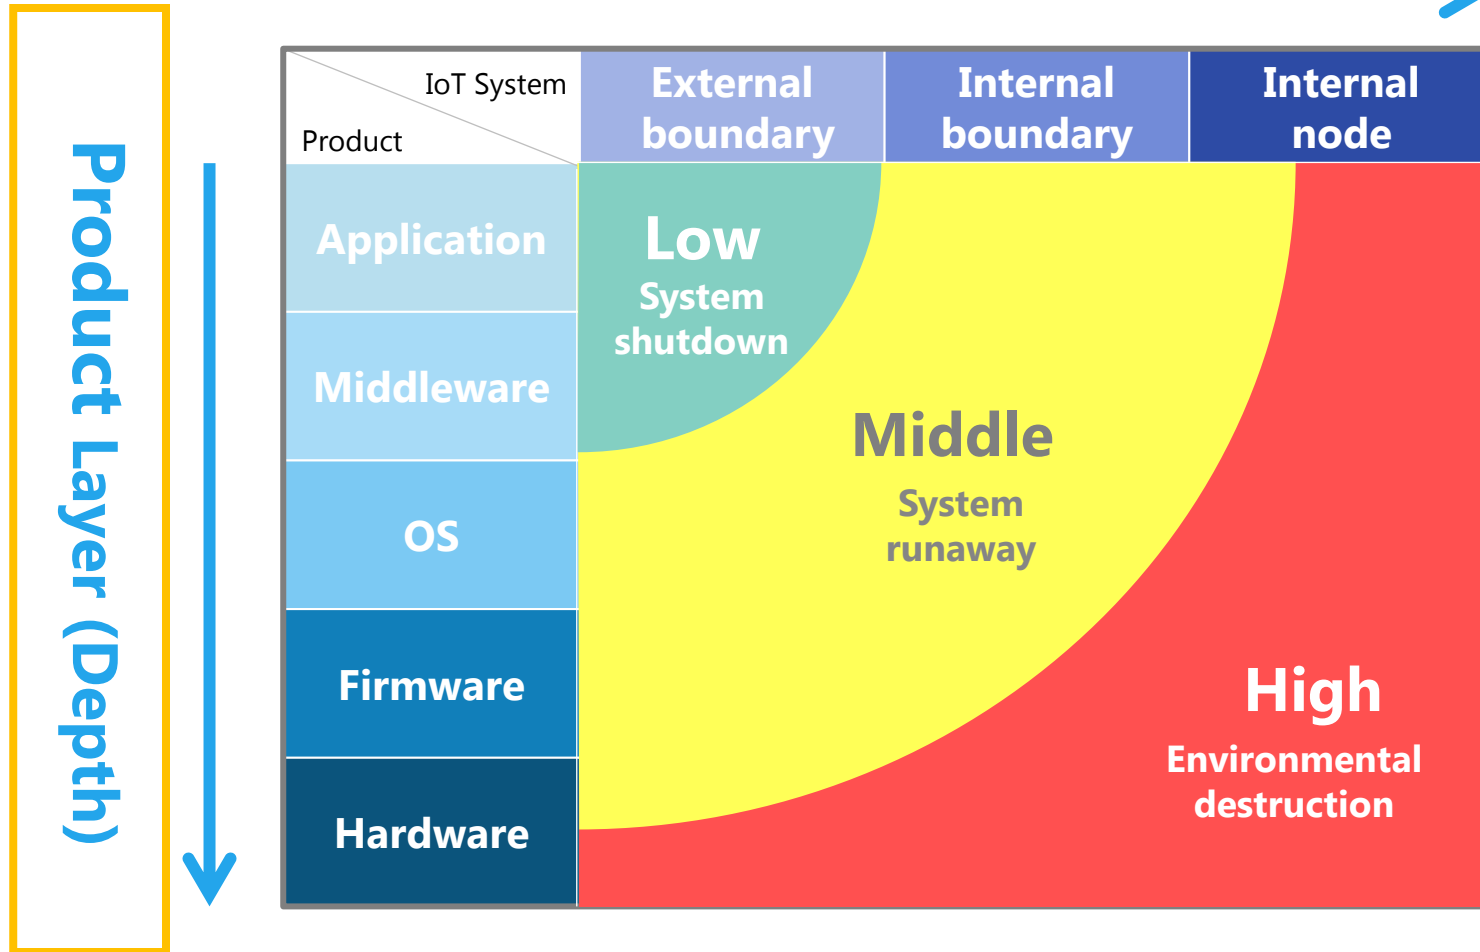 Product Layer (Depth)
IoT System
Product
External
boundary
Internal
boundary
Internal
node
Application
Middleware
OS
Firmware
Hardware
Low
System
shutdown
Middle
System
runaway
High
Environmental
destruction